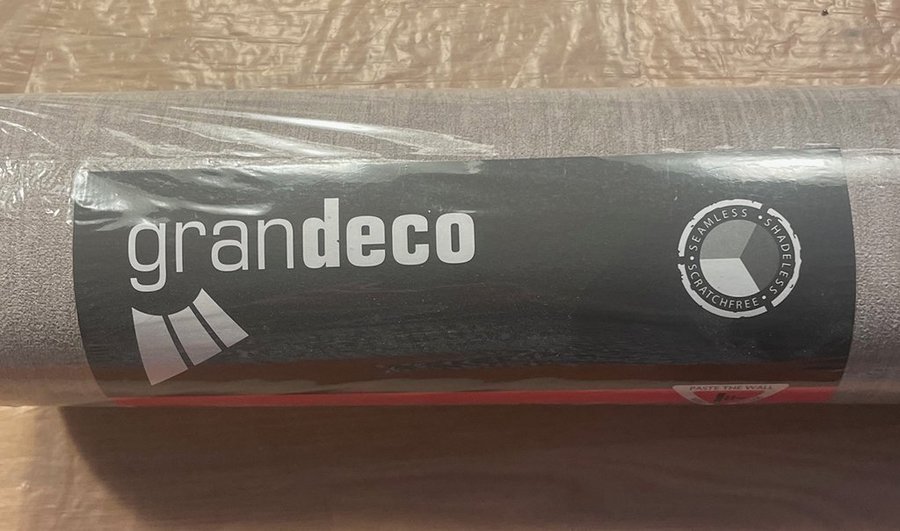 grandeco
SEAMLESS • SHADELESS • SCRATCHFREE •
PASTE THE WALL